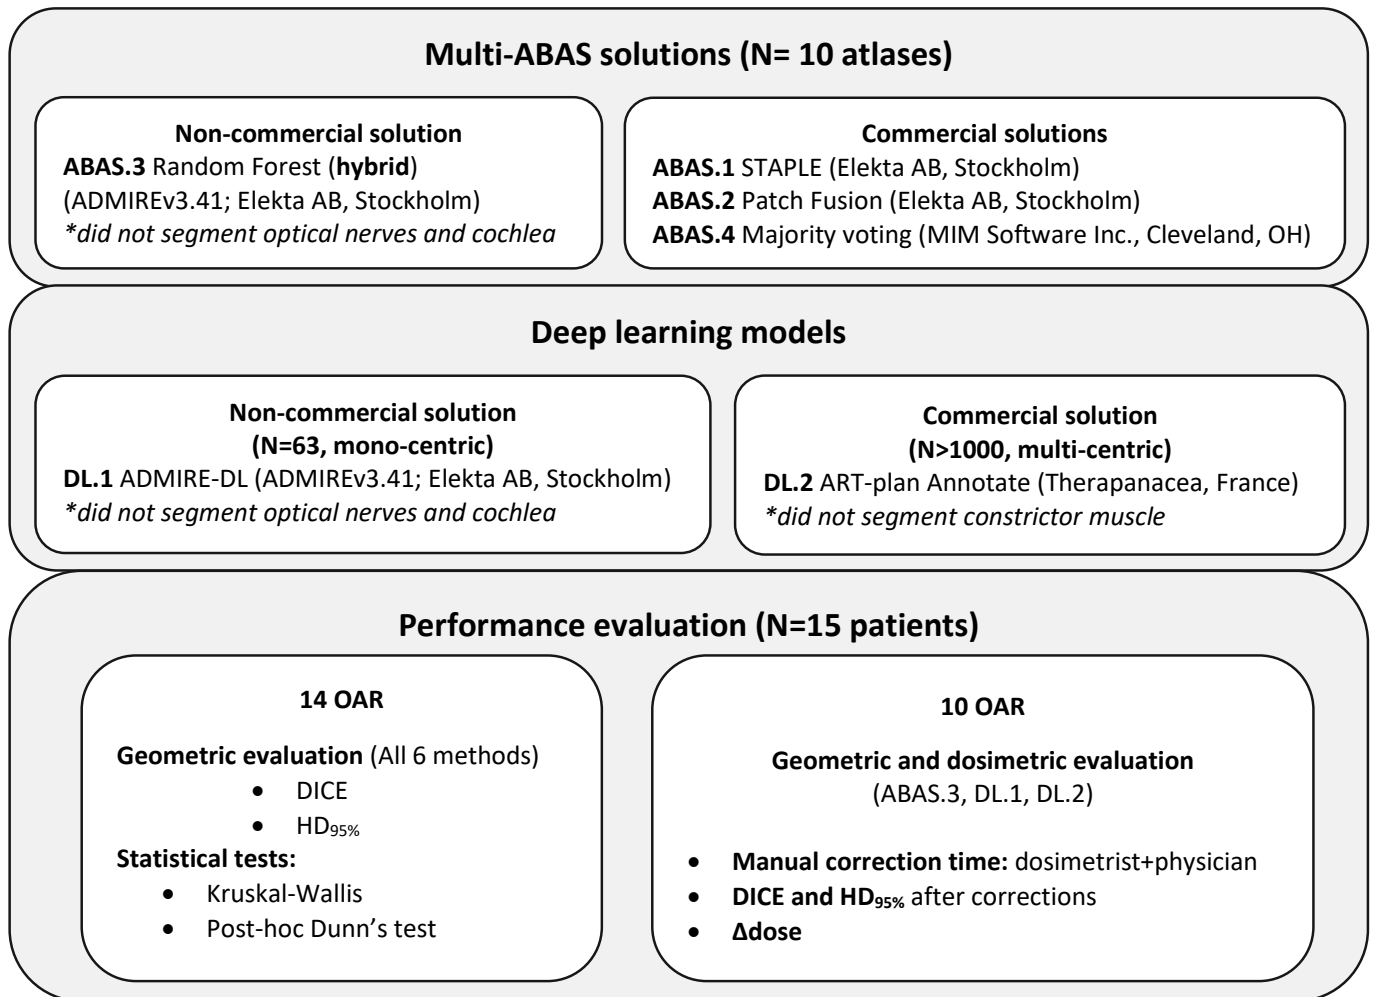 Multi-ABAS solutions (N= 10 atlases)
Non-commercial solution
ABAS.3 Random Forest (hybrid)
(ADMIREv3.41; Elekta AB, Stockholm)
*did not segment optical nerves and cochlea
Commercial solutions
ABAS.1 STAPLE (Elekta AB, Stockholm)
ABAS.2 Patch Fusion (Elekta AB, Stockholm)
ABAS.4 Majority voting (MIM Software Inc., Cleveland, OH)
Deep learning models
Non-commercial solution
(N=63, mono-centric)
DL.1 ADMIRE-DL (ADMIREv3.41; Elekta AB, Stockholm)
*did not segment optical nerves and cochlea
Commercial solution
(N>1000, multi-centric)
DL.2 ART-plan Annotate (Therapanacea, France)
*did not segment constrictor muscle
Performance evaluation (N=15 patients)
14 OAR
Geometric evaluation (All 6 methods)
• DICE
• HD95%
Statistical tests:
• Kruskal-Wallis
• Post-hoc Dunn’s test
10 OAR
Geometric and dosimetric evaluation
(ABAS.3, DL.1, DL.2)
• Manual correction time: dosimetrist+physician
• DICE and HD95% after corrections
• Δdose